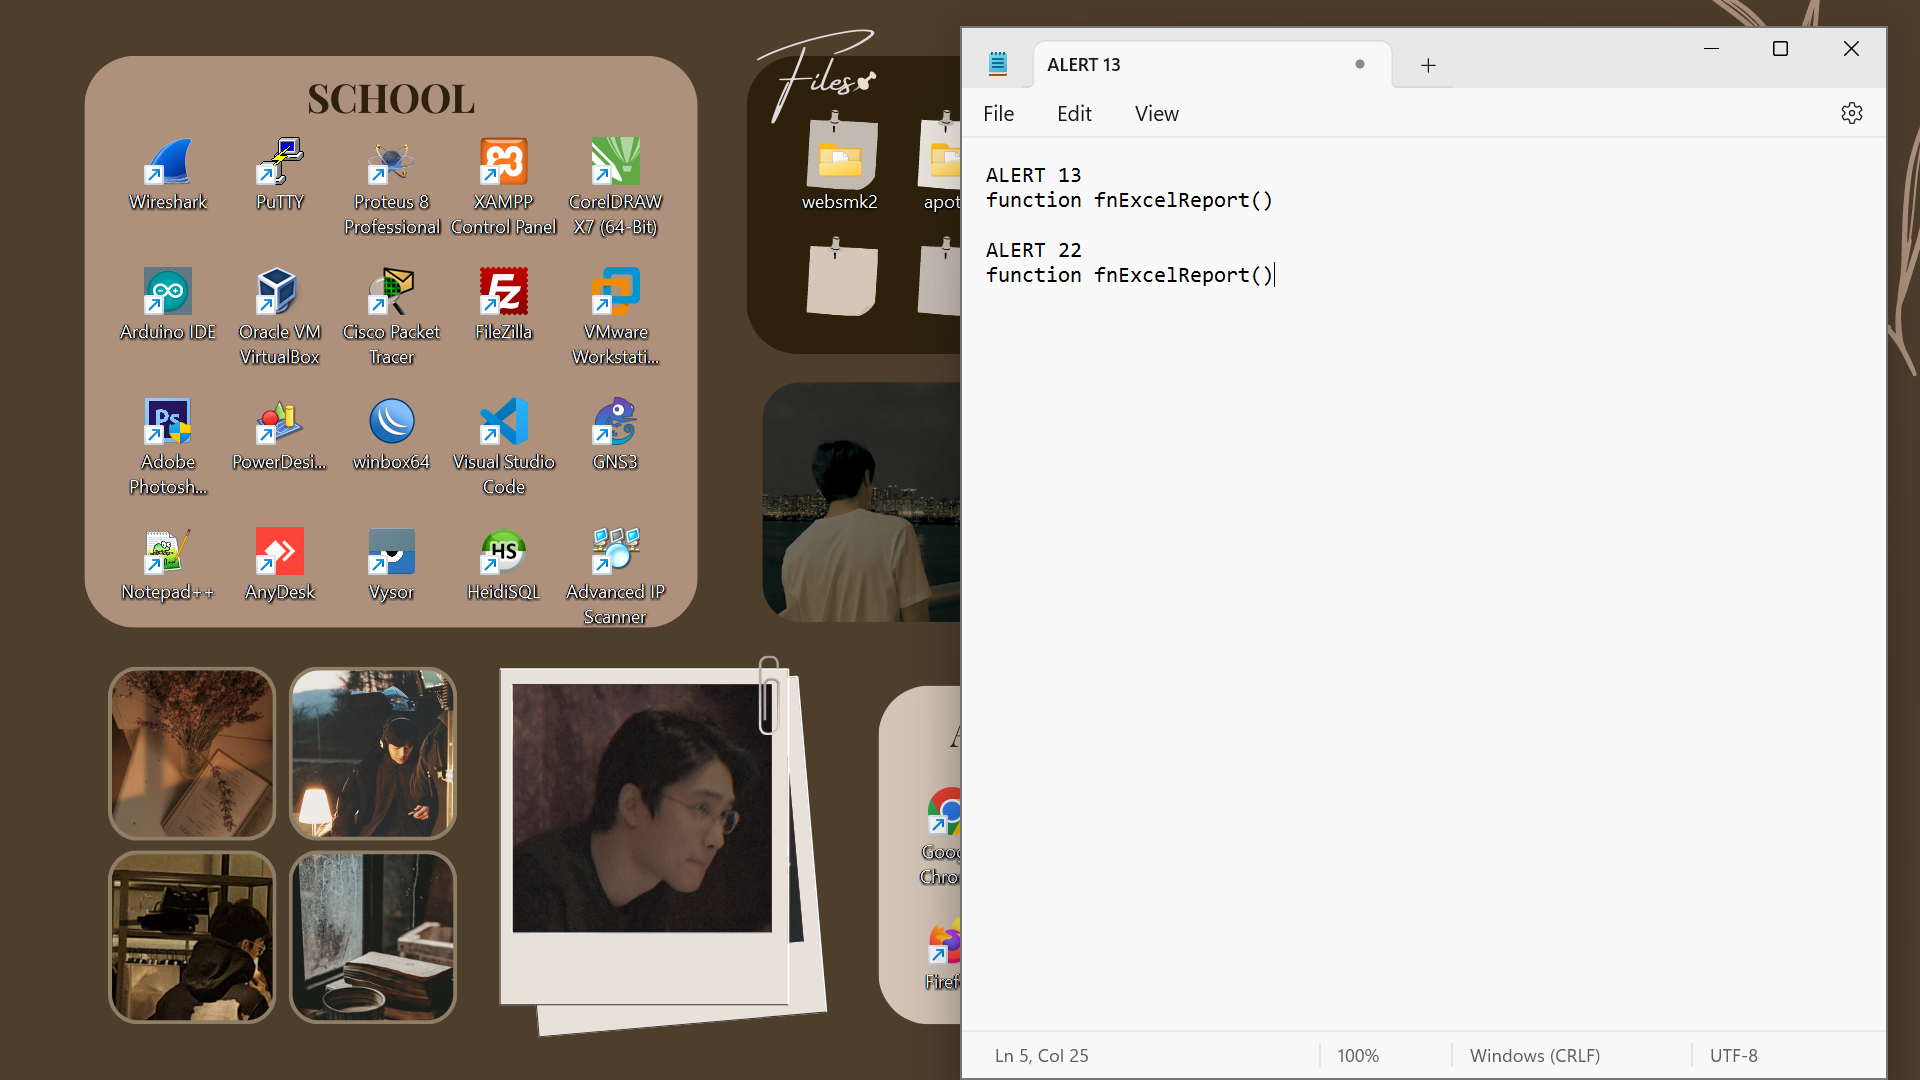 SCHOOL
Wireshark
PuTTY
Proteus 8
Professional
XAMPP
Control Panel
CorelDRAW
X7 (64-Bit)
Arduino IDE
Oracle VM
VirtualBox
Cisco Packet
Tracer
FileZilla
VMware
Workstati...
Ps
Adobe
Photosh...
PowerDesi...
winbox64
Visual Studio
Code
GNS3
Notepad++
AnyDesk
Vysor
HS
HeidiSQL
Advanced IP
Scanner
Files
websmk2
apot
Goog
Chro
Firef
ALERT 13
File Edit View
ALERT 13
function fnExcelReport()
ALERT 22
function fnExcelReport()
Ln 5, Col 25
100%
Windows (CRLF)
UTF-8